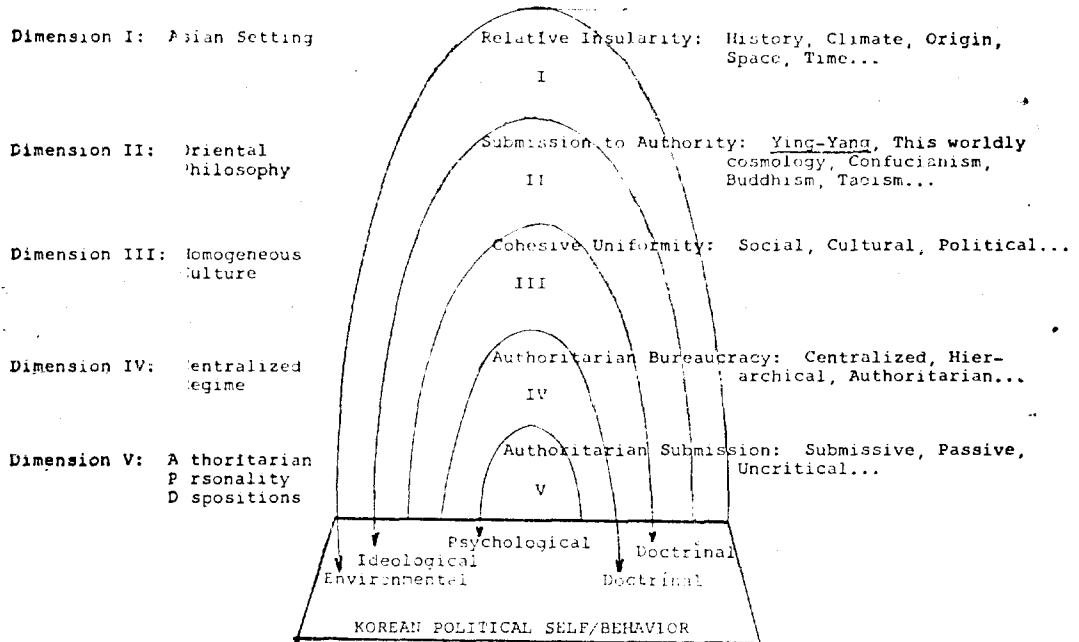 Dimension I: Asian Setting
Relative Insularity: History, Climate, Origin,
Space, Time...
I
Dimension II: Oriental
Philosophy
Submission to Authority: Ying-Yang, This worldly
cosmology, Confucianism,
Buddhism, Taoism...
II
Dimension III: Homogeneous
Culture
Cohesive Uniformity: Social, Cultural, Political...
III
Dimension IV: Centralized
Regime
Authoritarian Bureaucracy: Centralized, Hier-
archical, Authoritarian...
IV
Dimension V: A thoritarian
P rsonality
D spositions
Authoritarian Submission: Submissive, Passive,
Uncritical...
V
Psychological
Doctrinal
Ideological
Environmental
Doctrinal
KOREAN POLITICAL SELF/BEHAVIOR